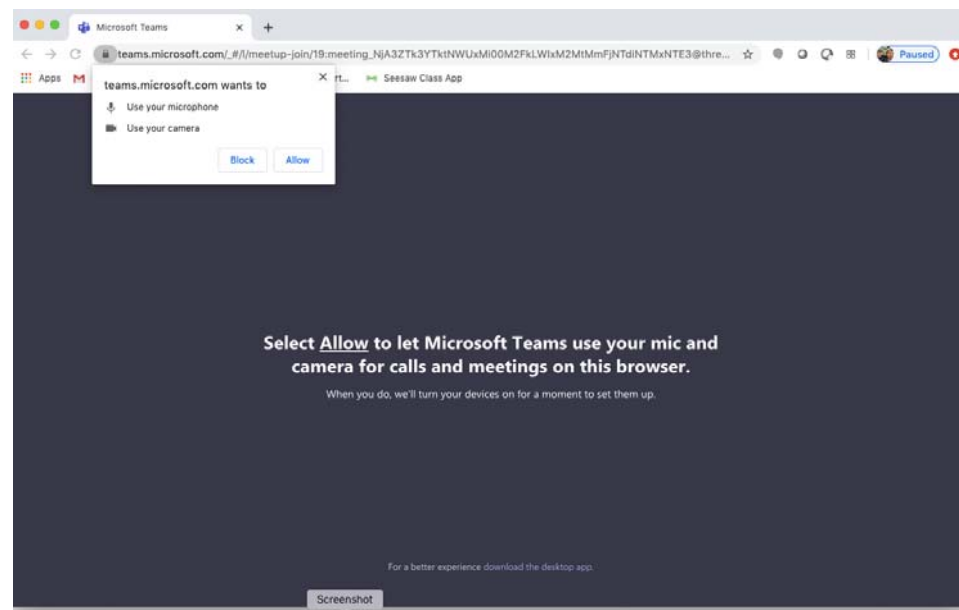 Microsoft Teams
teams.microsoft.com/_#/l/meetup-join/19:meeting_NjA3ZTk3YTktNWUxMi00M2FkLWIxM2MtMmFjNTdiNTMxNTE3@thre...
Paused
Apps
Seesaw Class App
teams.microsoft.com wants to
Use your microphone
Use your camera
Block Allow
Select Allow to let Microsoft Teams use your mic and
camera for calls and meetings on this browser.
When you do, we'll turn your devices on for a moment to set them up.
For a better experience download the desktop app.
Screenshot